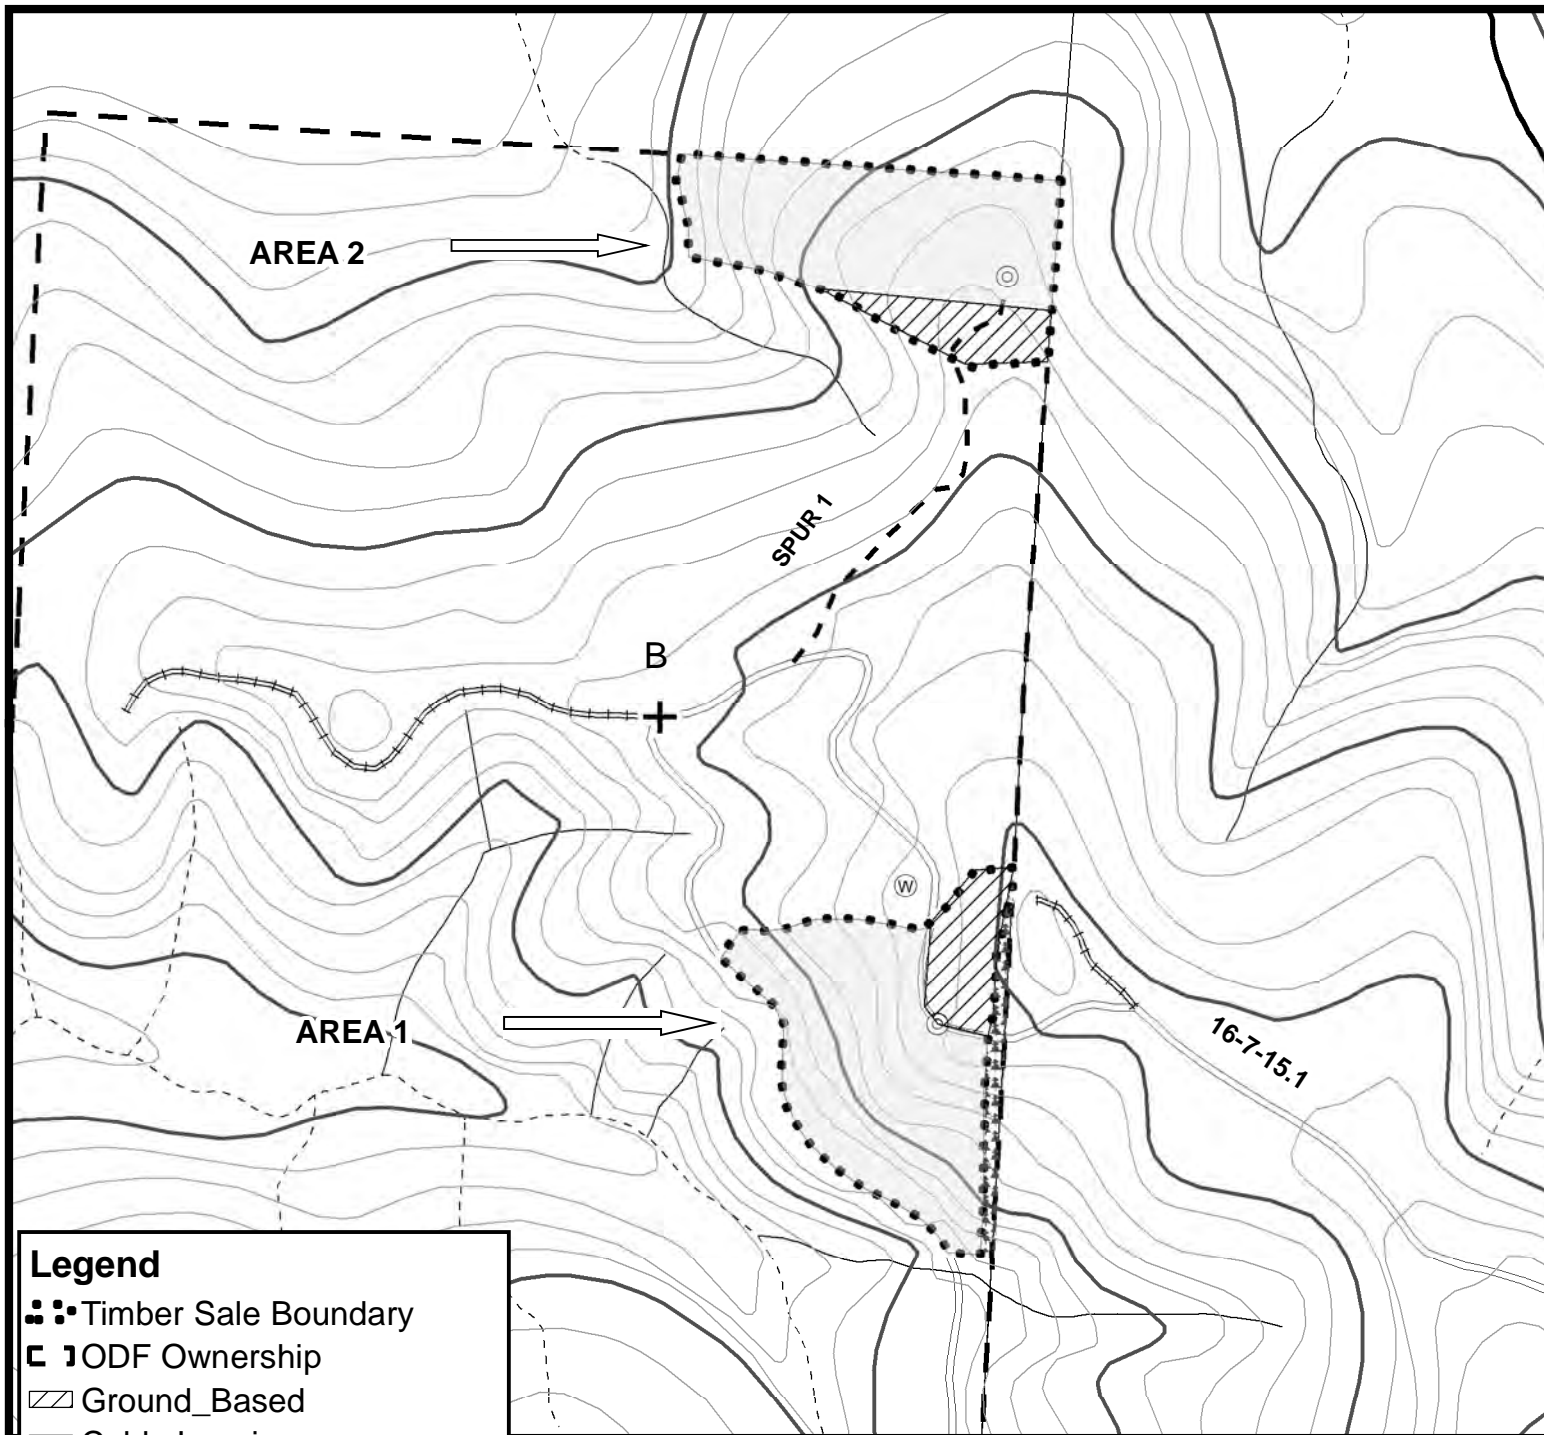 AREA 2
SPUR 1
B
W
AREA 1
16-7-15.1
Legend
Timber Sale Boundary
ODF Ownership
Ground_Based